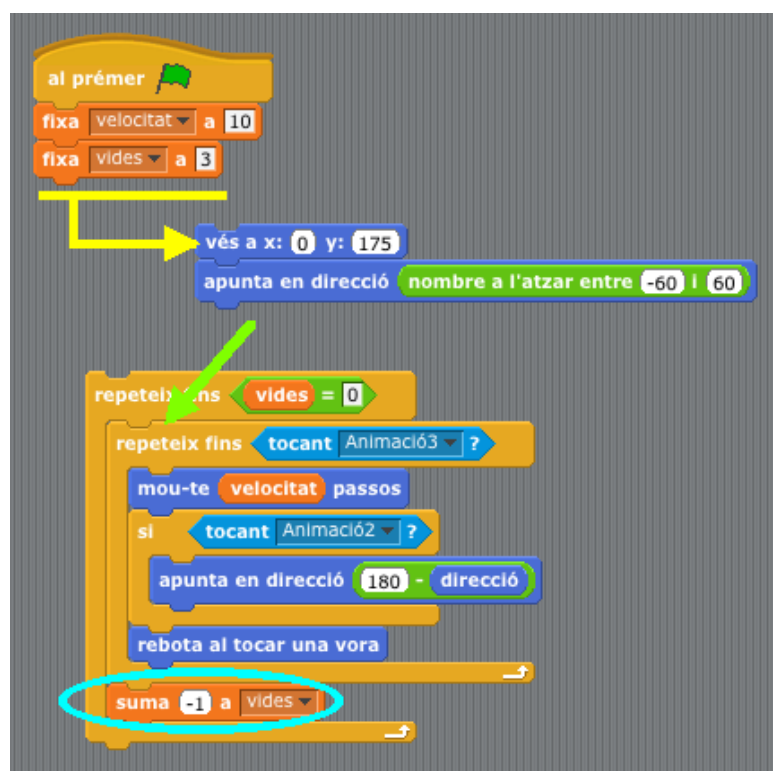 al prémer
fixa velocitat a 10
fixa vides a 3
vés a x: 0 y: 175
apunta en direcció nombre a l'atzar entre -60 i 60
repeteix fins vides = 0
repeteix fins tocant Animació3 ?
mou-te velocitat passos
si tocant Animació2 ?
apunta en direcció 180 - direcció
rebota al tocar una vora
suma -1 a vides